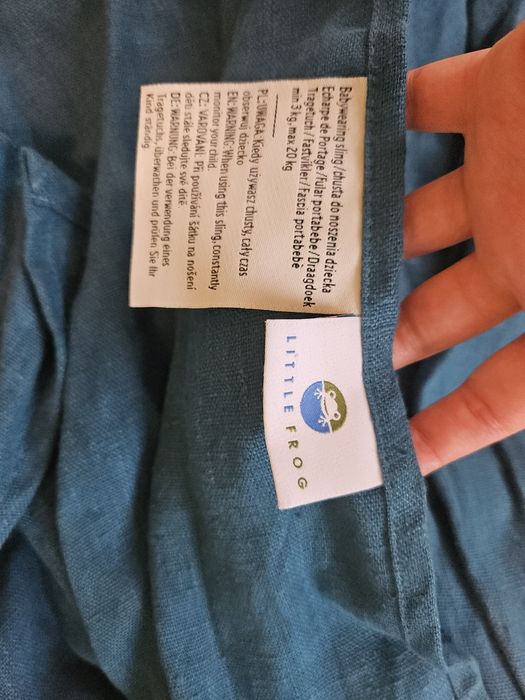 Babywearing sling / chusta do noszenia dziecka
Écharpe de Portage / Fular portabebe / Draagdoek
Tragetuch / Fastvikler / Fascia portabebè
min 3 kg, max 20 kg
PL: UWAGA: Kiedy używasz chusty, cały czas
obserwuj dziecko
EN: WARNING: When using this sling, constantly
monitor your child.
CZ: VAROVÁNÍ: Při používání šátku na nošení
dětí stále sledujte své dítě.
DE: WARNUNG: Bei der verwendung eines
Tragetuchs, überwachen und prüfen Sie Ihr
Kind ständig.
LITTLE FROG